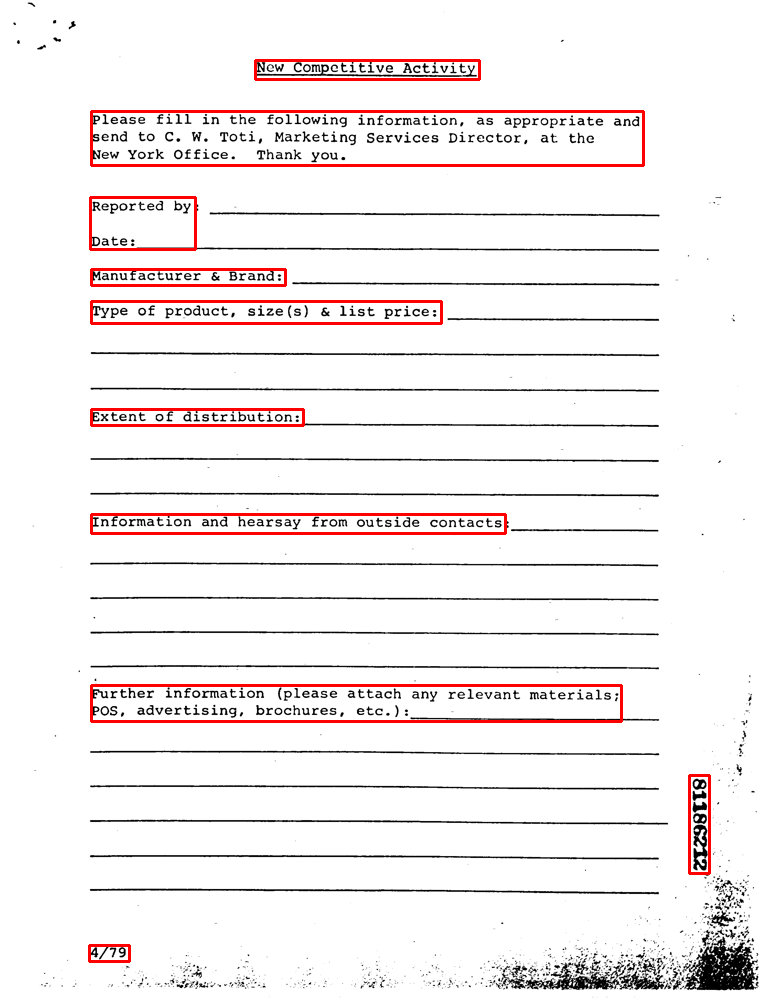 New Competitive Activity
Please fill in the following information, as appropriate and
send to C. W. Toti, Marketing Services Director, at the
New York Office. Thank you.
Reported by:
Date:
Manufacturer & Brand:
Type of product, size(s) & list price:
Extent of distribution:
Information and hearsay from outside contacts:
Further information (please attach any relevant materials;
POS, advertising, brochures, etc.):
81186212
4/79